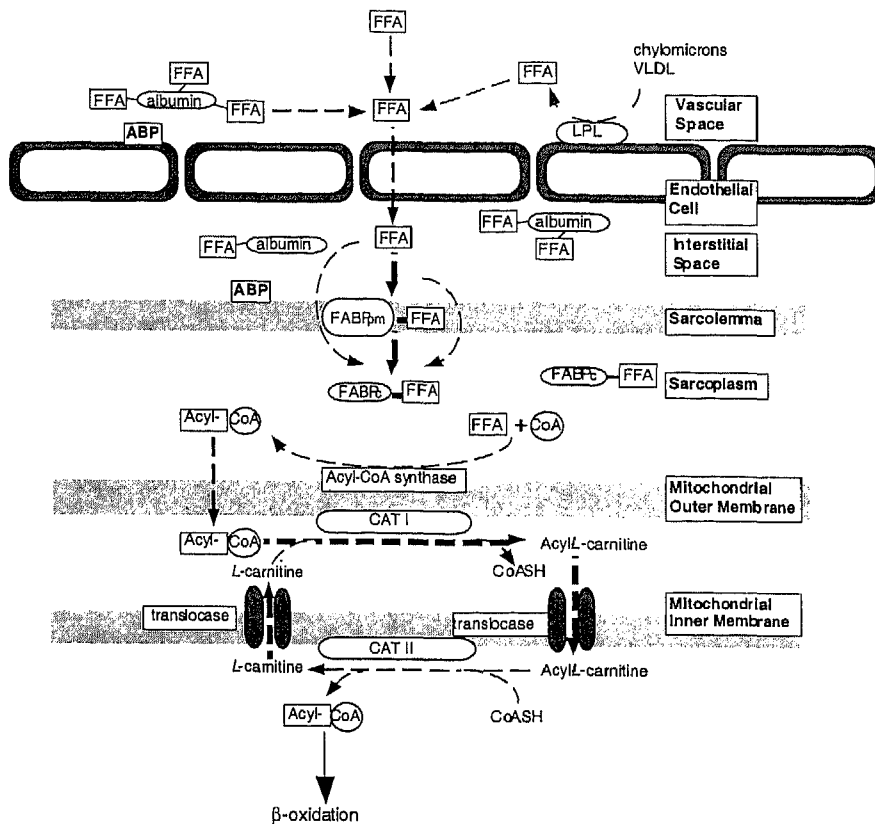 FFA
chylomicrons
VLDL
FFA
FFA
FFA
albumin
FFA
FFA
Vascular
Space
ABP
LPL
Endothelial
Cell
FFA
albumin
FFA
FFA
albumin
FFA
Interstitial
Space
ABP
FABPpm
FFA
Sarcolemma
FABPc
FFA
FABPc
FFA
Sarcoplasm
Acyl-
CoA
FFA
+
CoA
Acyl-CoA synthase
Mitochondrial
Outer Membrane
CAT I
Acyl-
CoA
AcylL-carnitine
L-carnitine
CoASH
translocase
translocase
Mitochondrial
Inner Membrane
CAT II
L-carnitine
AcylL-carnitine
Acyl-
CoA
CoASH
β-oxidation